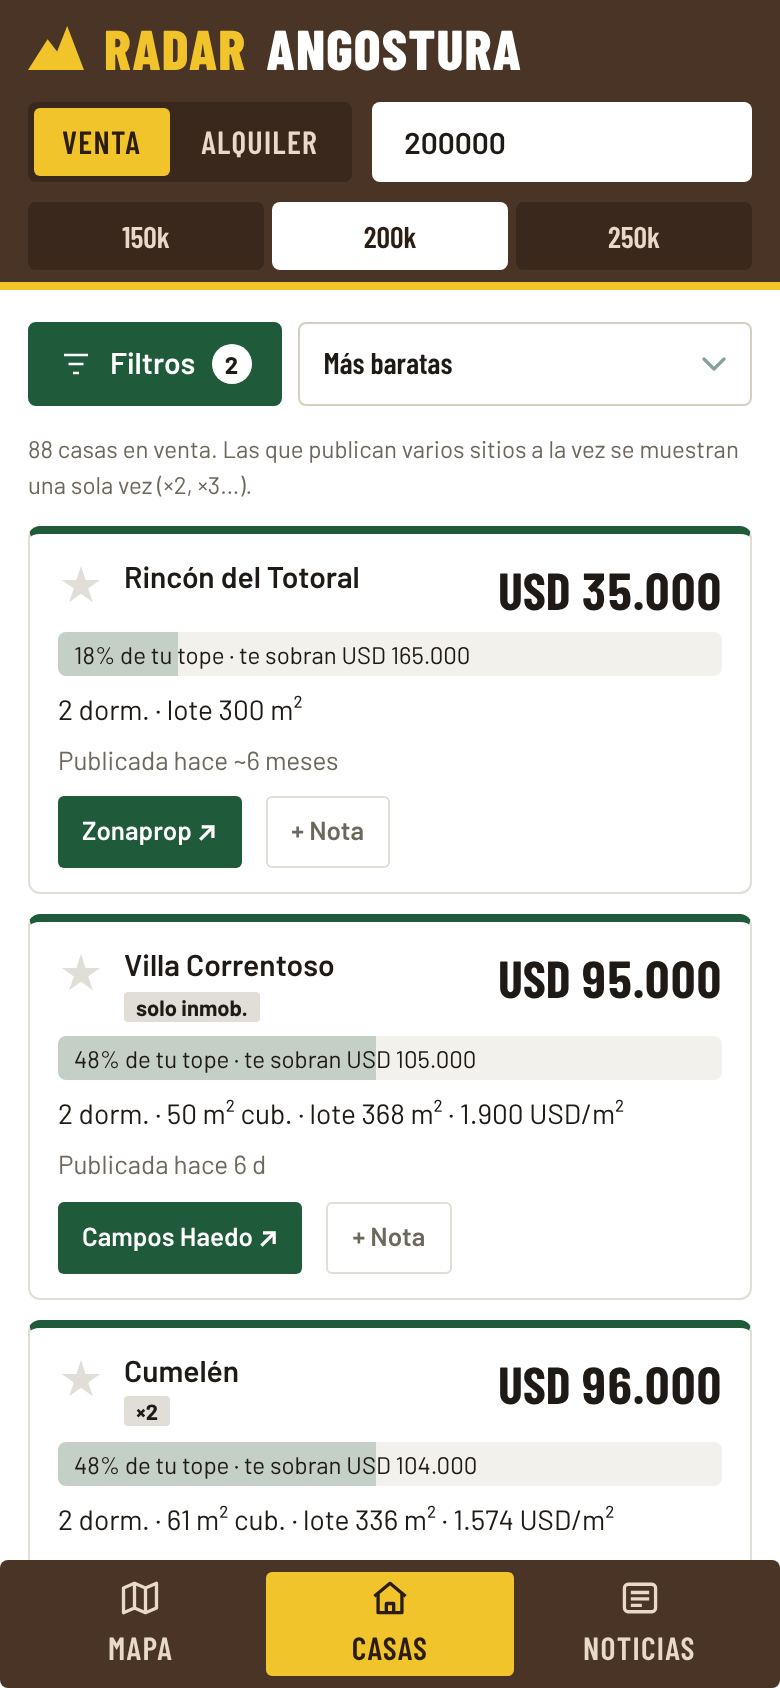 RADAR ANGOSTURA
VENTA ALQUILER 200000
150k 200k 250k
Filtros 2 Más baratas
88 casas en venta. Las que publican varios sitios a la vez se muestran
una sola vez (×2, ×3...).
★ Rincón del Totoral USD 35.000
18% de tu tope · te sobran USD 165.000
2 dorm. · lote 300 m²
Publicada hace ~6 meses
Zonaprop ↗ + Nota
★ Villa Correntoso USD 95.000
solo inmob.
48% de tu tope · te sobran USD 105.000
2 dorm. · 50 m² cub. · lote 368 m² · 1.900 USD/m²
Publicada hace 6 d
Campos Haedo ↗ + Nota
★ Cumelén USD 96.000
×2
48% de tu tope · te sobran USD 104.000
2 dorm. · 61 m² cub. · lote 336 m² · 1.574 USD/m²
MAPA CASAS NOTICIAS